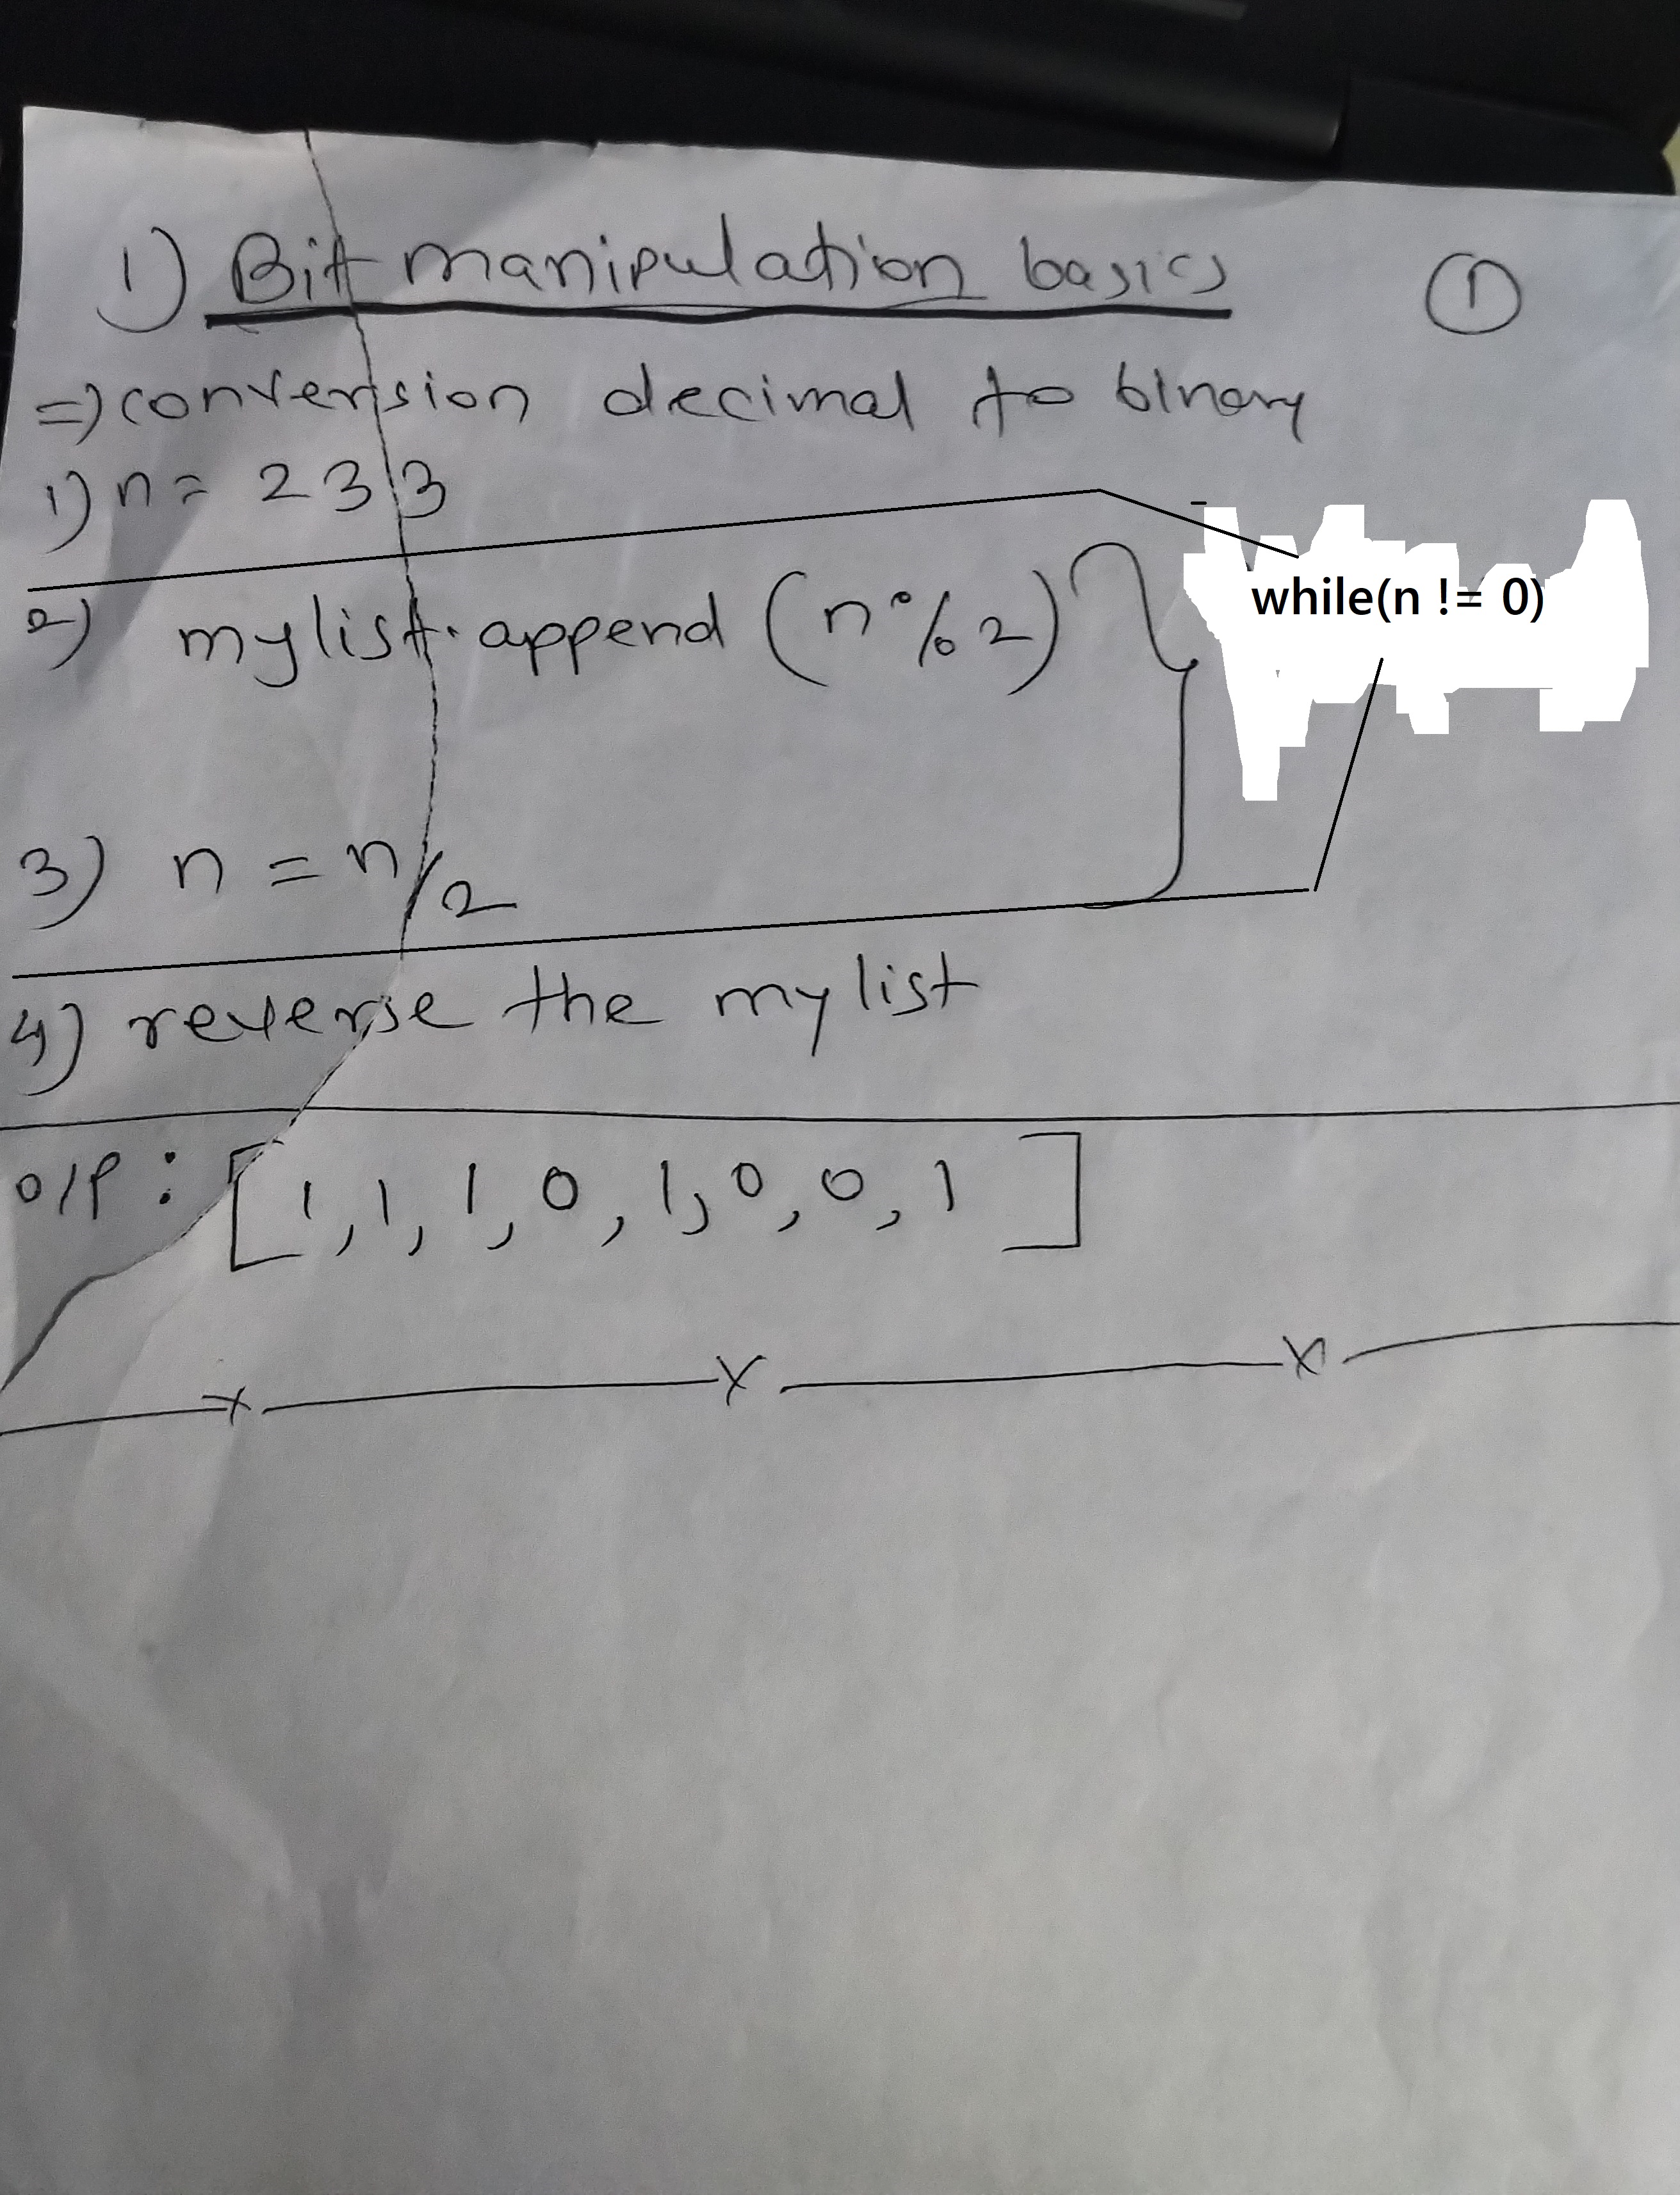 1) Bit manipulation basics
1
=> conversion decimal to binary
1) n = 233
2) mylist.append (n%2)
while(n != 0)
3) n = n/2
4) reverse the mylist
o/p : [1, 1, 1, 0, 1, 0, 0, 1]
x x x